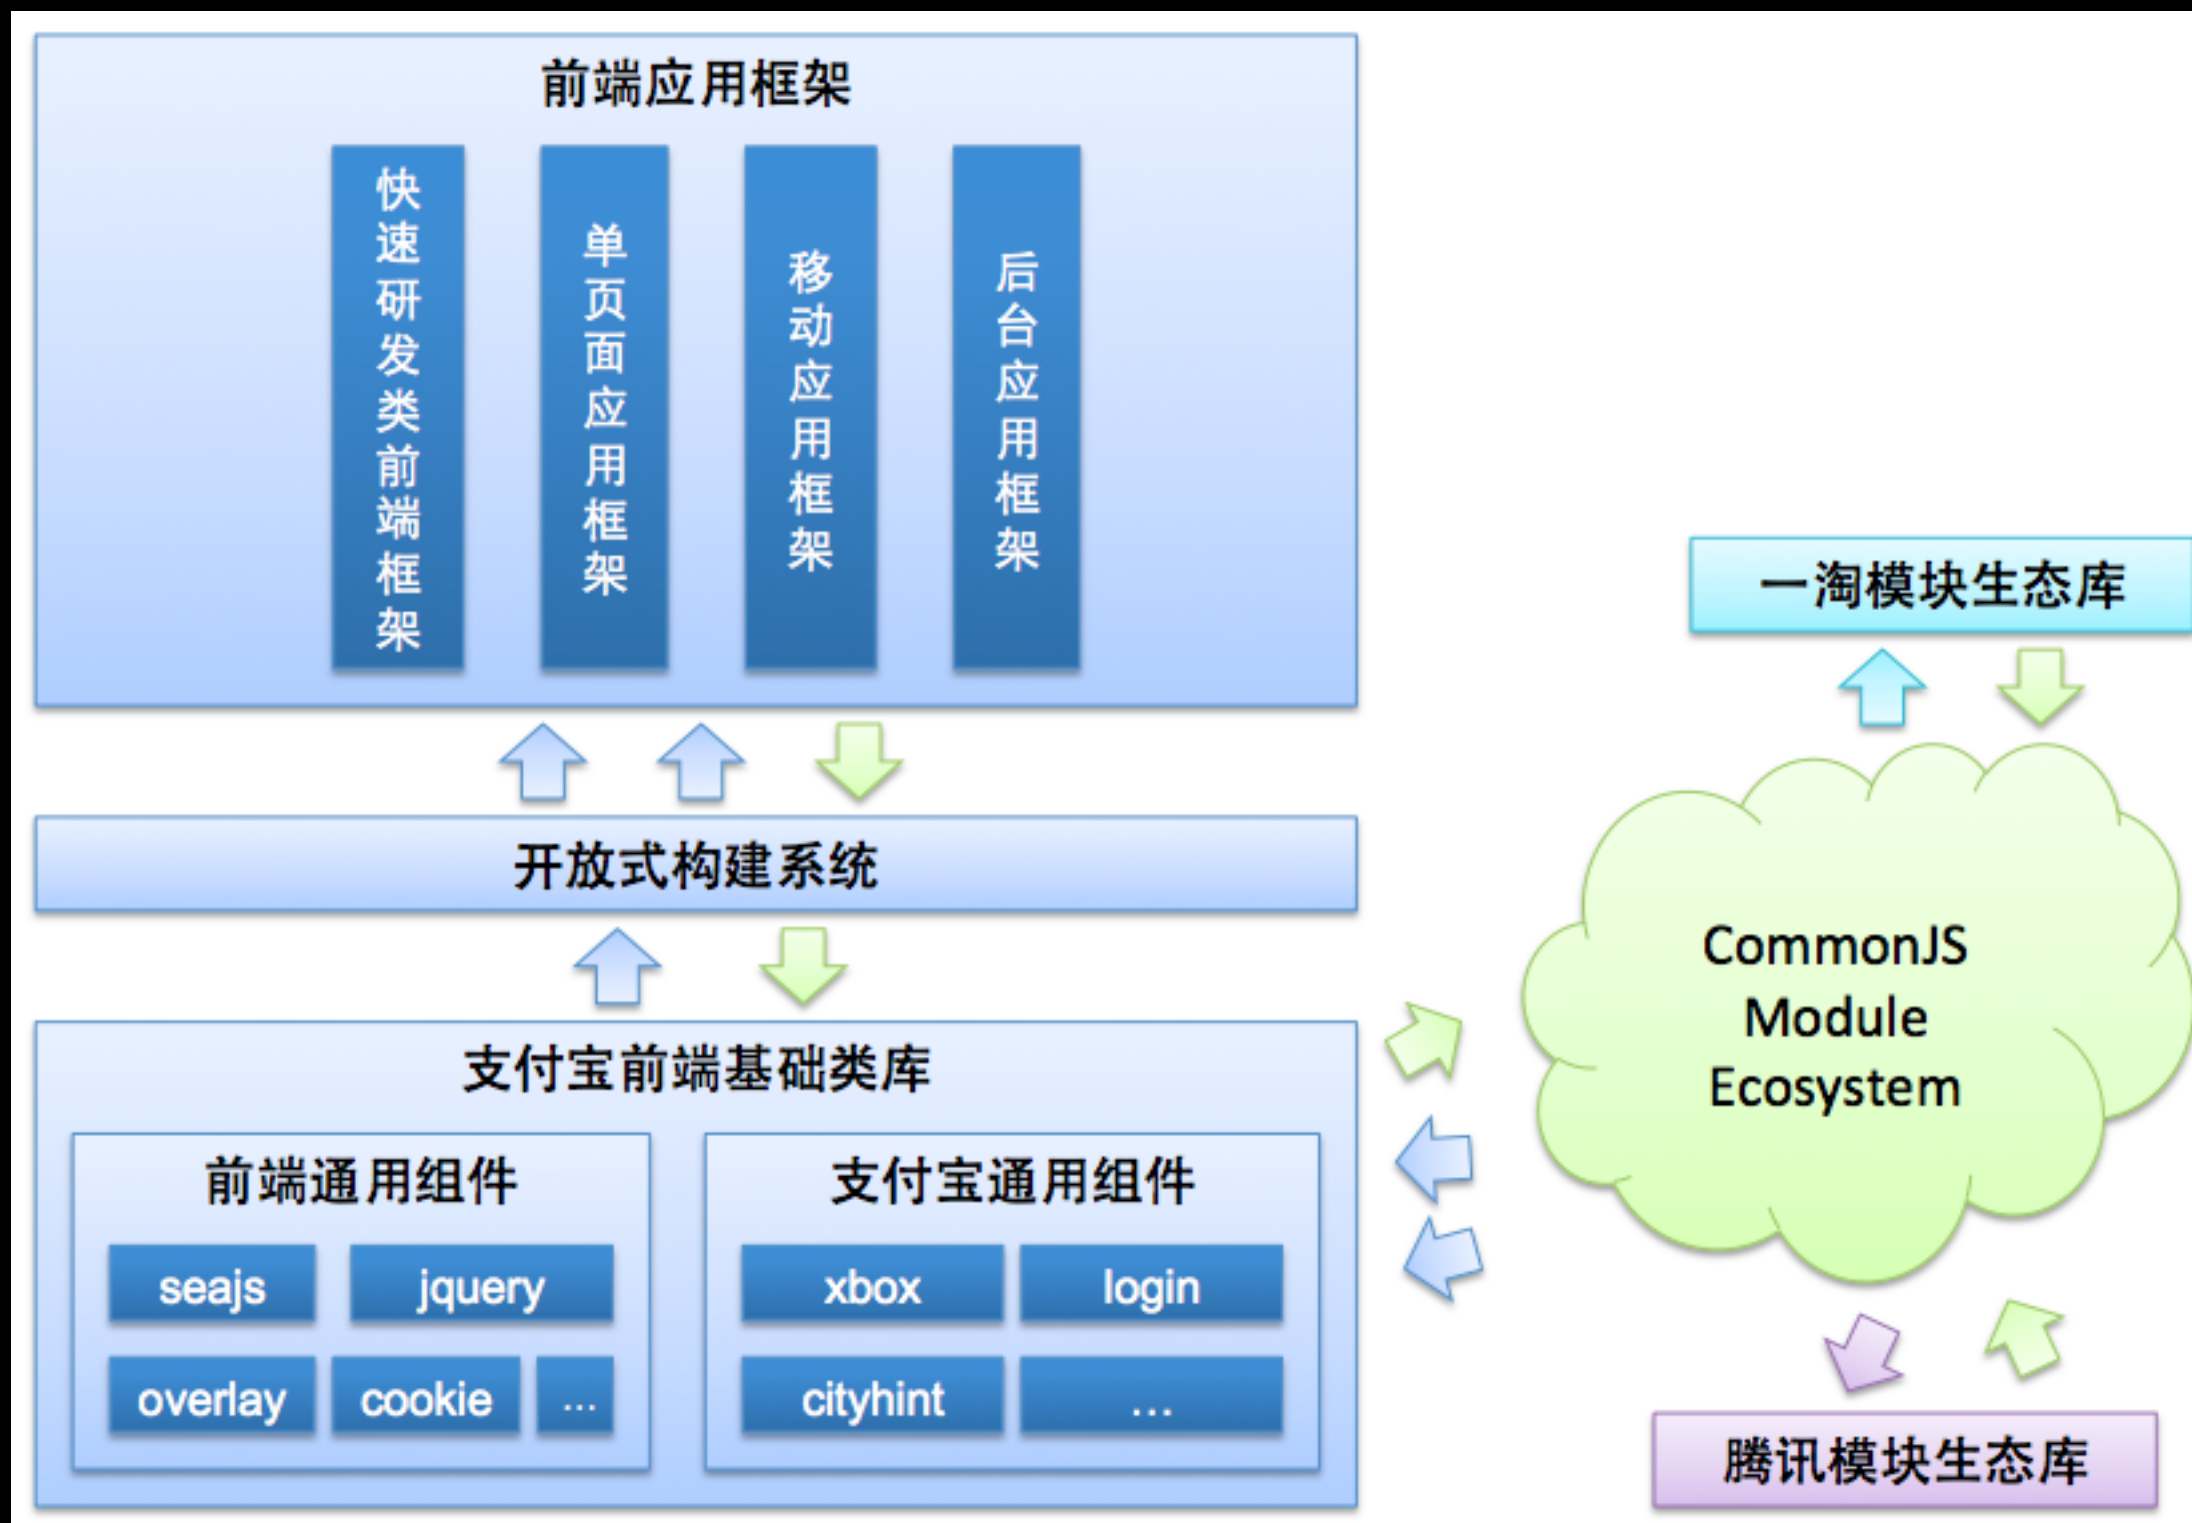 前端应用框架
快速研发类前端框架
单页面应用框架
移动应用框架
后台应用框架
开放式构建系统
支付宝前端基础类库
前端通用组件
seajs
jquery
overlay
cookie
...
支付宝通用组件
xbox
login
cityhint
...
一淘模块生态库
CommonJS
Module
Ecosystem
腾讯模块生态库